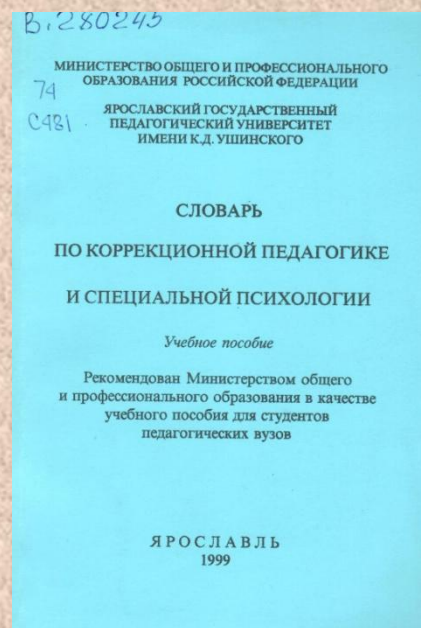 В.280245
МИНИСТЕРСТВО ОБЩЕГО И ПРОФЕССИОНАЛЬНОГО
ОБРАЗОВАНИЯ РОССИЙСКОЙ ФЕДЕРАЦИИ
74
С481
ЯРОСЛАВСКИЙ ГОСУДАРСТВЕННЫЙ
ПЕДАГОГИЧЕСКИЙ УНИВЕРСИТЕТ
ИМЕНИ К.Д. УШИНСКОГО
СЛОВАРЬ
ПО КОРРЕКЦИОННОЙ ПЕДАГОГИКЕ
И СПЕЦИАЛЬНОЙ ПСИХОЛОГИИ
Учебное пособие
Рекомендован Министерством общего
и профессионального образования в качестве
учебного пособия для студентов
педагогических вузов
ЯРОСЛАВЛЬ
1999